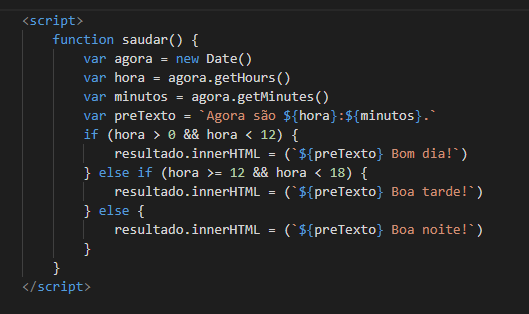 <script>
function saudar() {
var agora = new Date()
var hora = agora.getHours()
var minutos = agora.getMinutes()
var preTexto = `Agora são ${hora}:${minutos}.`
if (hora > 0 && hora < 12) {
resultado.innerHTML = (`${preTexto} Bom dia!`)
} else if (hora >= 12 && hora < 18) {
resultado.innerHTML = (`${preTexto} Boa tarde!`)
} else {
resultado.innerHTML = (`${preTexto} Boa noite!`)
}
}
</script>